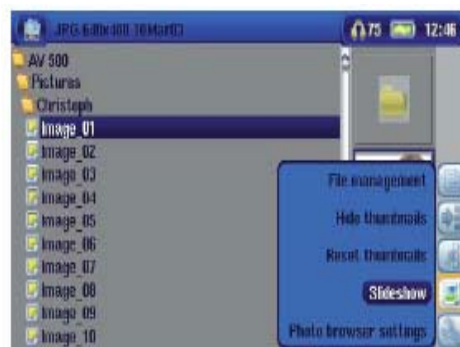 75 12:46
AV 500
Pictures
Christoph
Image_01
Image_02
Image_03
Image_04
Image_05
Image_06
Image_07
Image_08
Image_09
Image_10
File management
Hide thumbnails
Reset thumbnails
Slideshow
Photo browser settings